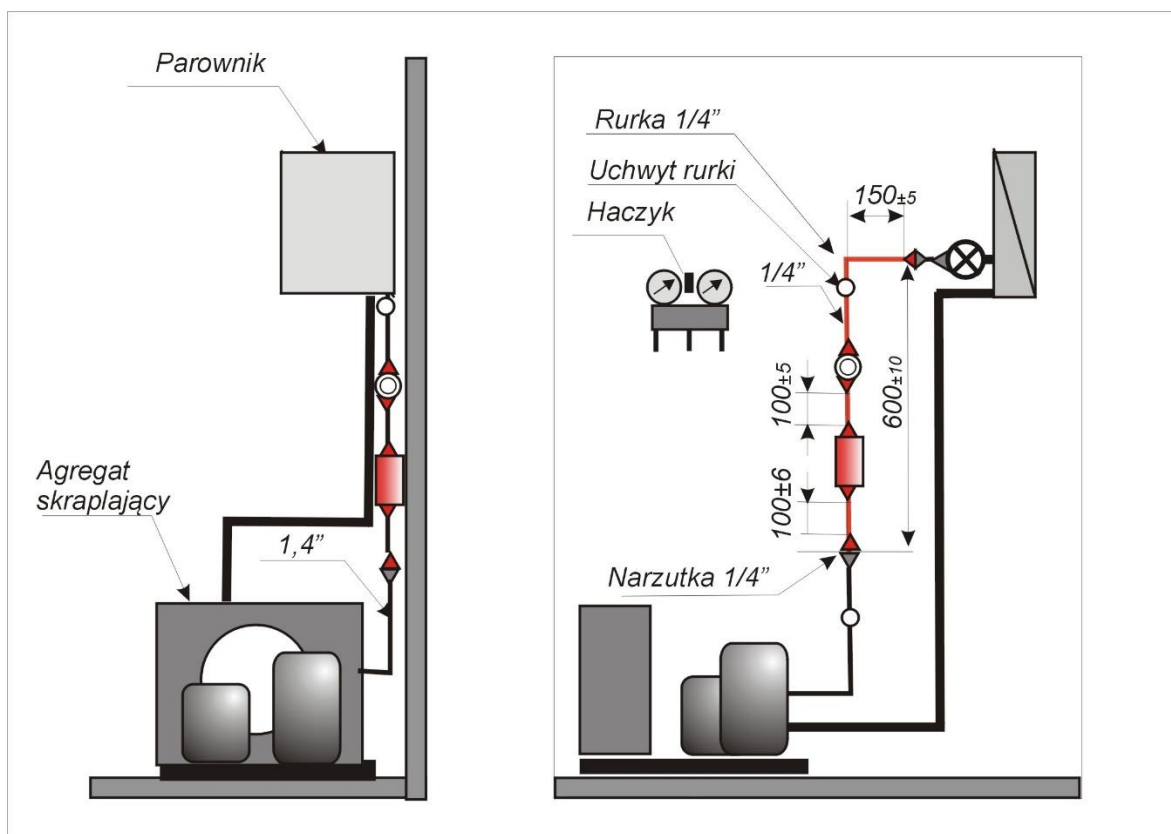 Parownik
Agregat
skraplający
1,4”
Rurka 1/4”
Uchwyt rurki
Haczyk
150±5
1/4”
100±5
600±10
100±6
Narzutka 1/4”